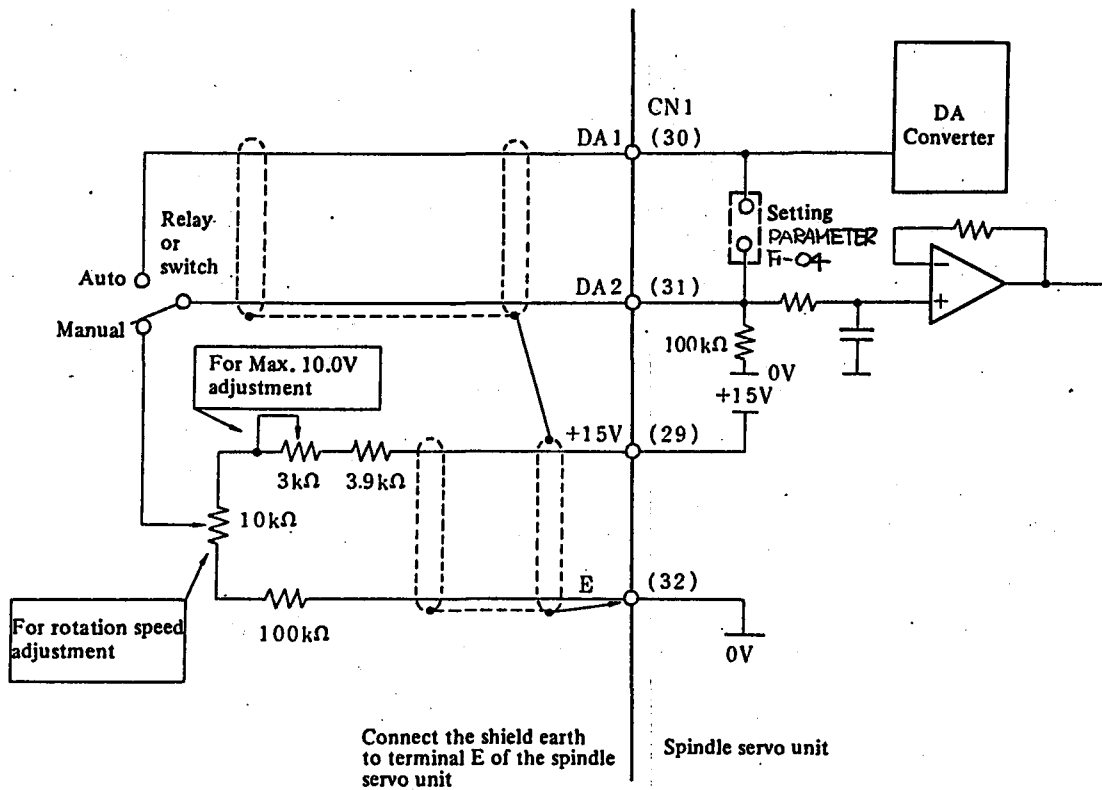 CN1
DA1
(30)
DA
Converter
Relay
or
switch
Setting
PARAMETER
F-04
Auto
DA2
(31)
Manual
100kΩ
For Max. 10.0V
adjustment
0V
+15V
+15V
(29)
3kΩ
3.9kΩ
10kΩ
E
(32)
For rotation speed
adjustment
100kΩ
0V
Connect the shield earth
to terminal E of the spindle
servo unit
Spindle servo unit